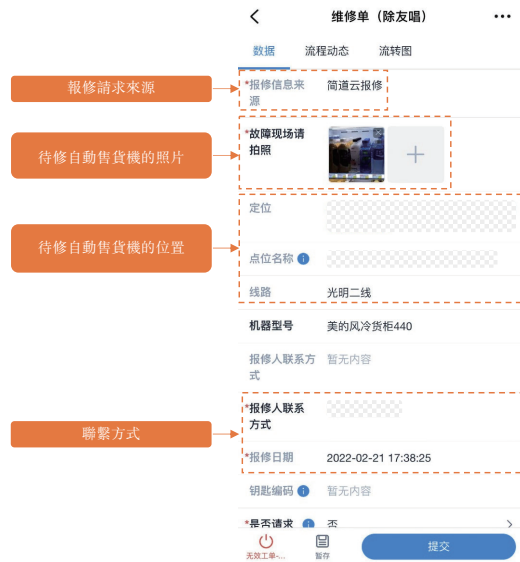 维修单（除友唱）
数据 流程动态 流转图
報修請求來源
*报修信息来源 简道云报修
待修自動售貨機的照片
*故障现场请拍照
待修自動售貨機的位置
定位
点位名称
线路 光明二线
机器型号 美的风冷货柜440
报修人联系方式 暂无内容
聯繫方式
*报修人联系方式
*报修日期 2022-02-21 17:38:25
钥匙编码 暂无内容
*是否请求 否
无效工单-... 暂存 提交